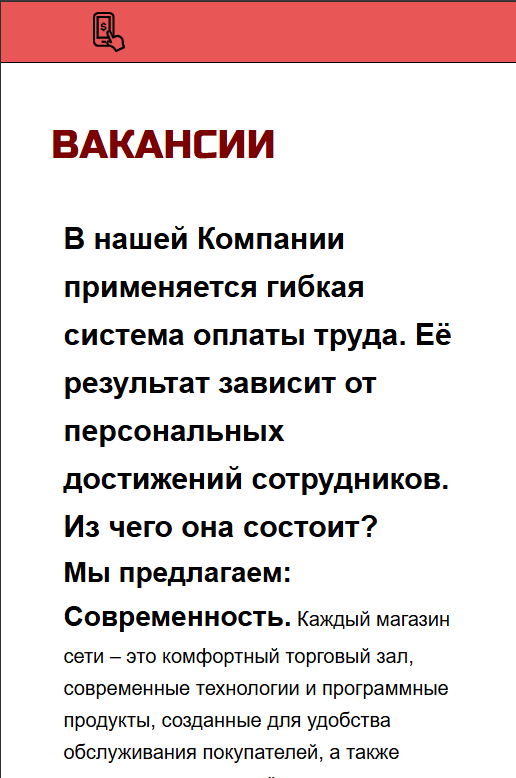 $
ВАКАНСИИ
В нашей Компании
применяется гибкая
система оплаты труда. Её
результат зависит от
персональных
достижений сотрудников.
Из чего она состоит?
Мы предлагаем:
Современность. Каждый магазин
сети – это комфортный торговый зал,
современные технологии и программные
продукты, созданные для удобства
обслуживания покупателей, а также